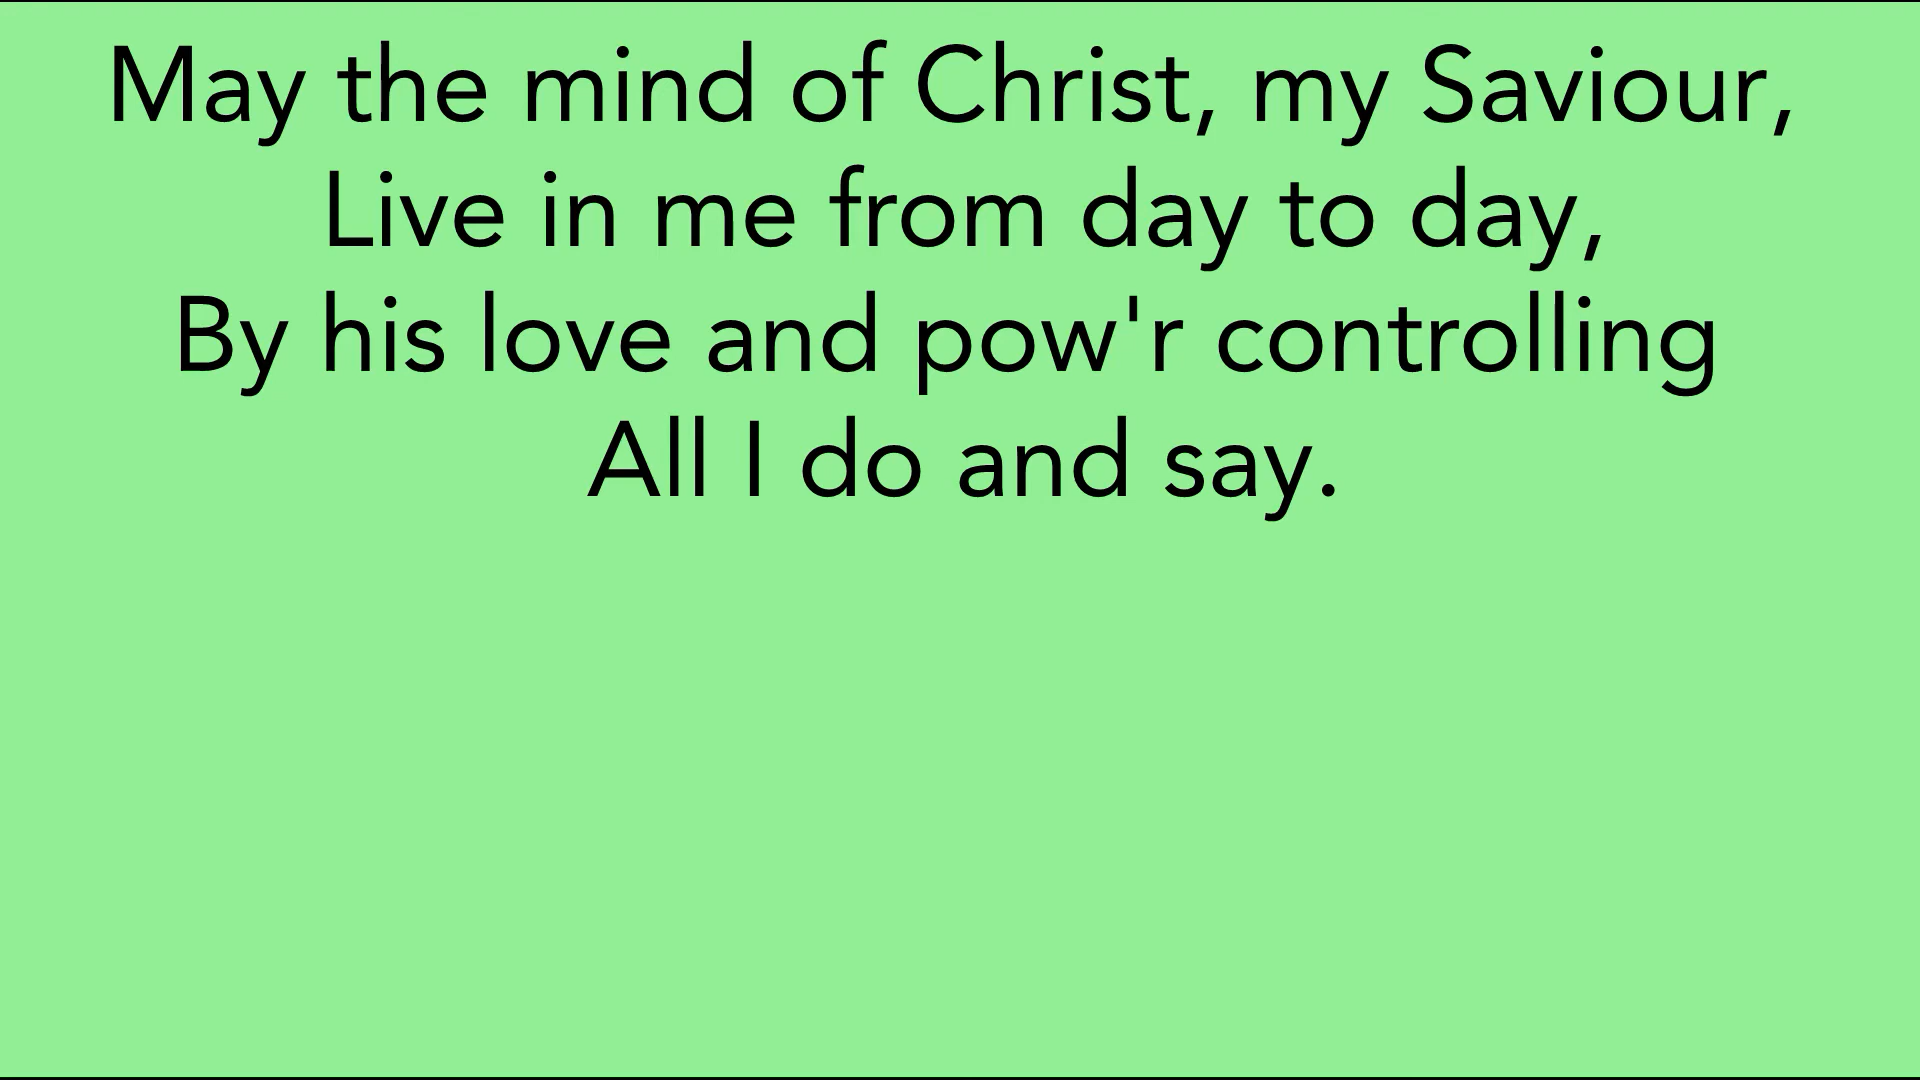 May the mind of Christ, my Saviour,
Live in me from day to day,
By his love and pow'r controlling
All I do and say.